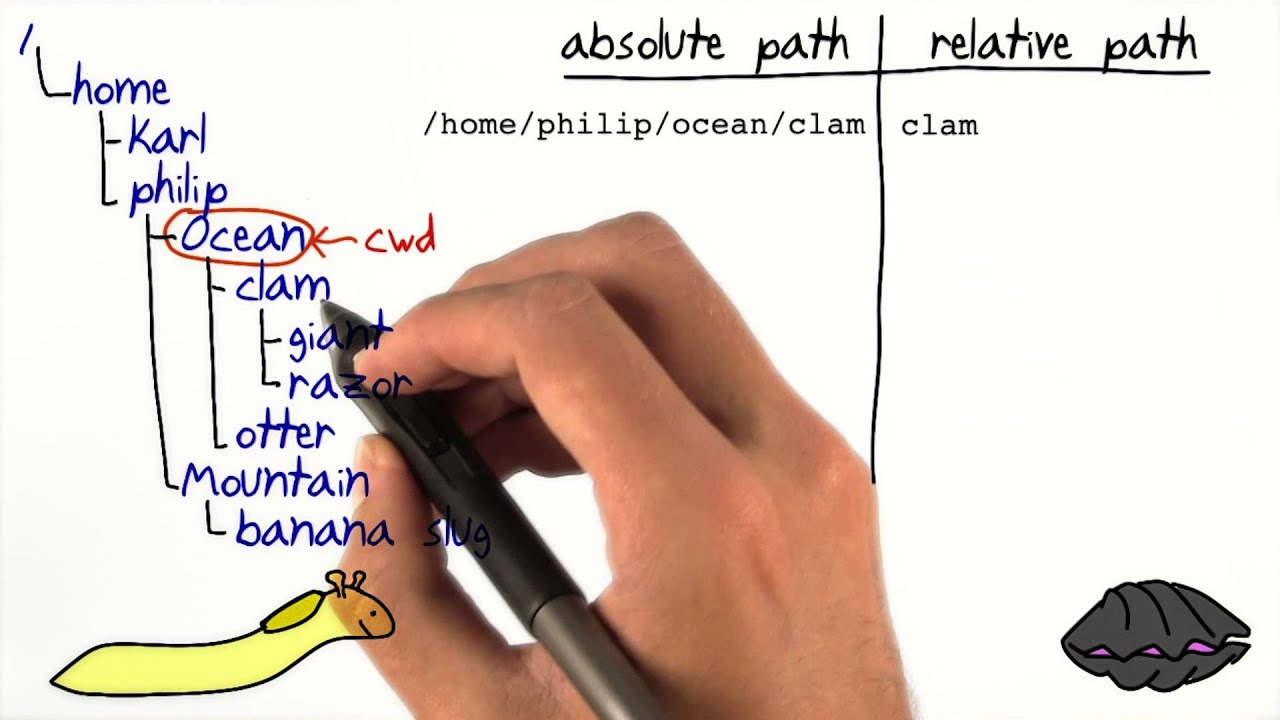 /
home
Karl
philip
Ocean ← cwd
clam
giant
razor
otter
Mountain
banana slug
absolute path relative path
/home/philip/ocean/clam clam